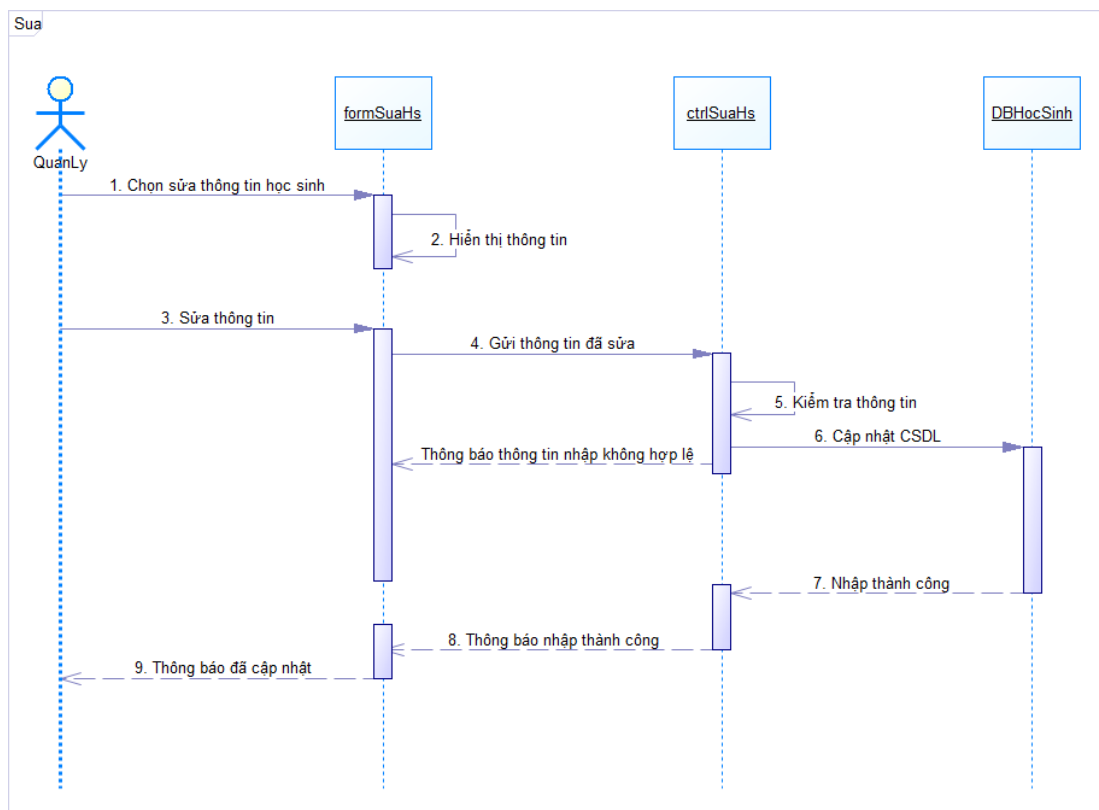 Sua
QuanLy
formSuaHs
ctrlSuaHs
DBHocSinh
1. Chọn sửa thông tin học sinh
2. Hiển thị thông tin
3. Sửa thông tin
4. Gửi thông tin đã sửa
5. Kiểm tra thông tin
6. Cập nhật CSDL
Thông báo thông tin nhập không hợp lệ
7. Nhập thành công
8. Thông báo nhập thành công
9. Thông báo đã cập nhật